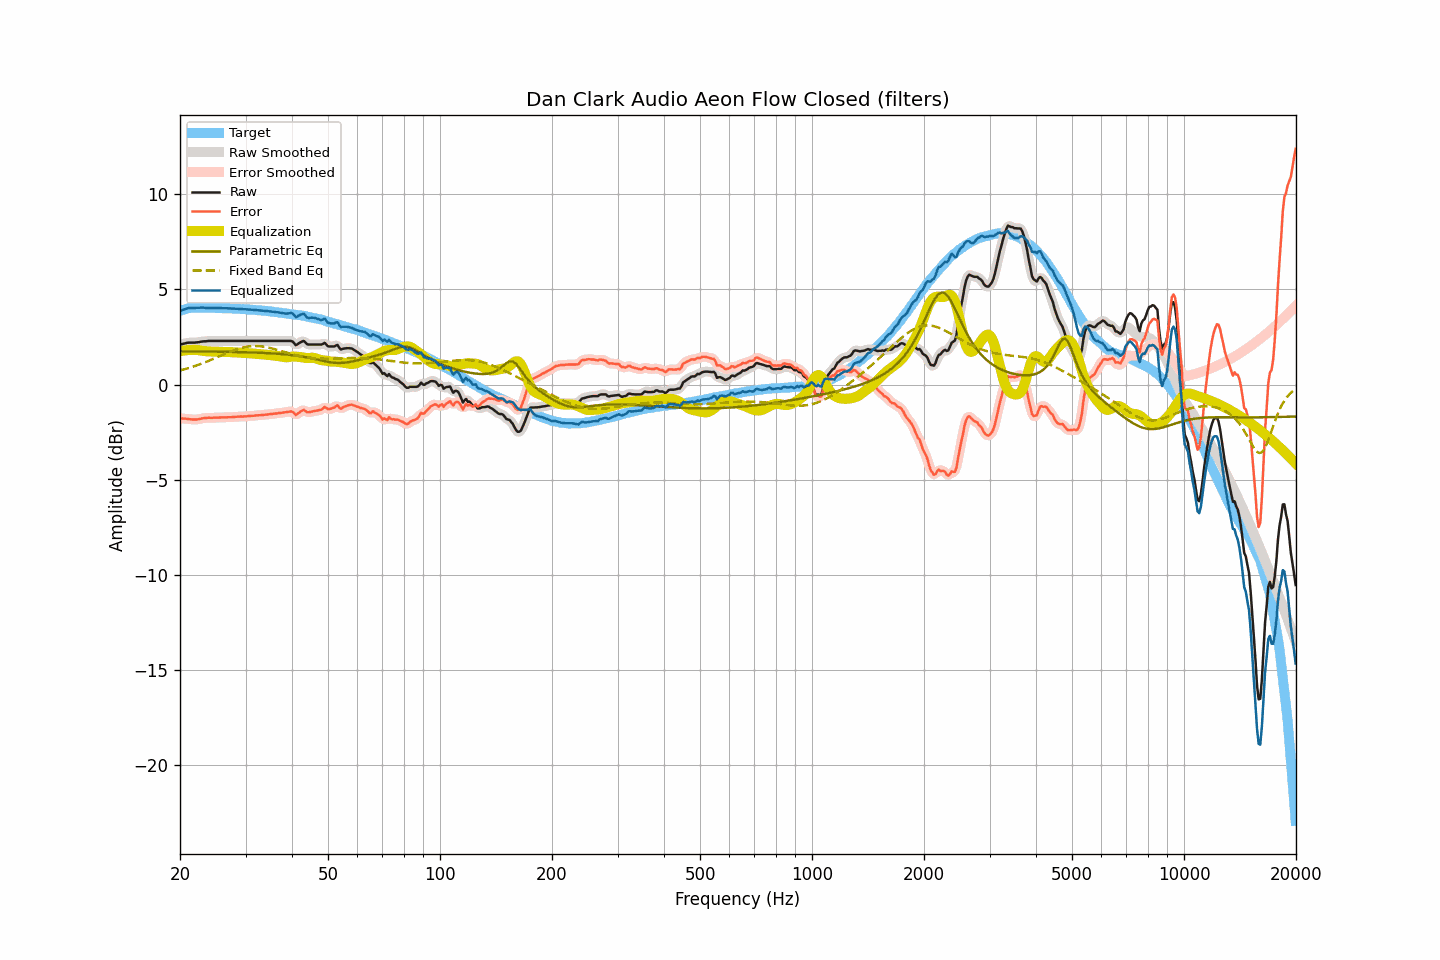 Dan Clark Audio Aeon Flow Closed (filters)
Target
Raw Smoothed
Error Smoothed
Raw
Error
Equalization
Parametric Eq
Fixed Band Eq
Equalized
10
5
0
−5
−10
−15
−20
Amplitude (dBr)
20 50 100 200 500 1000 2000 5000 10000 20000
Frequency (Hz)